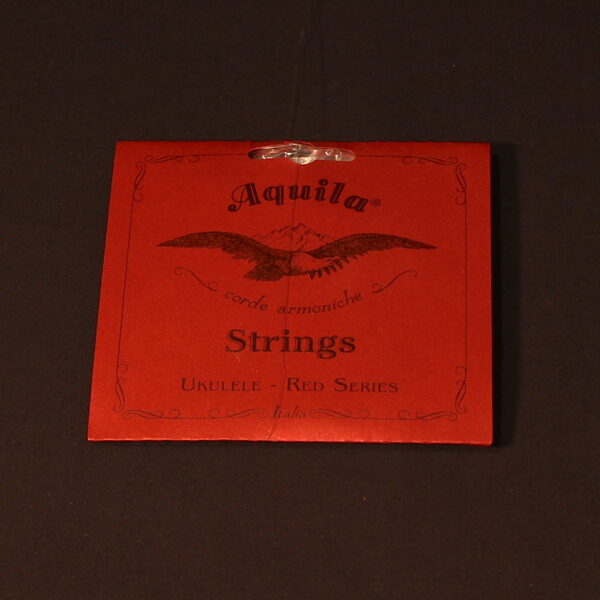 Aquila®
corde armoniche
Strings
UKULELE - RED SERIES
Italia